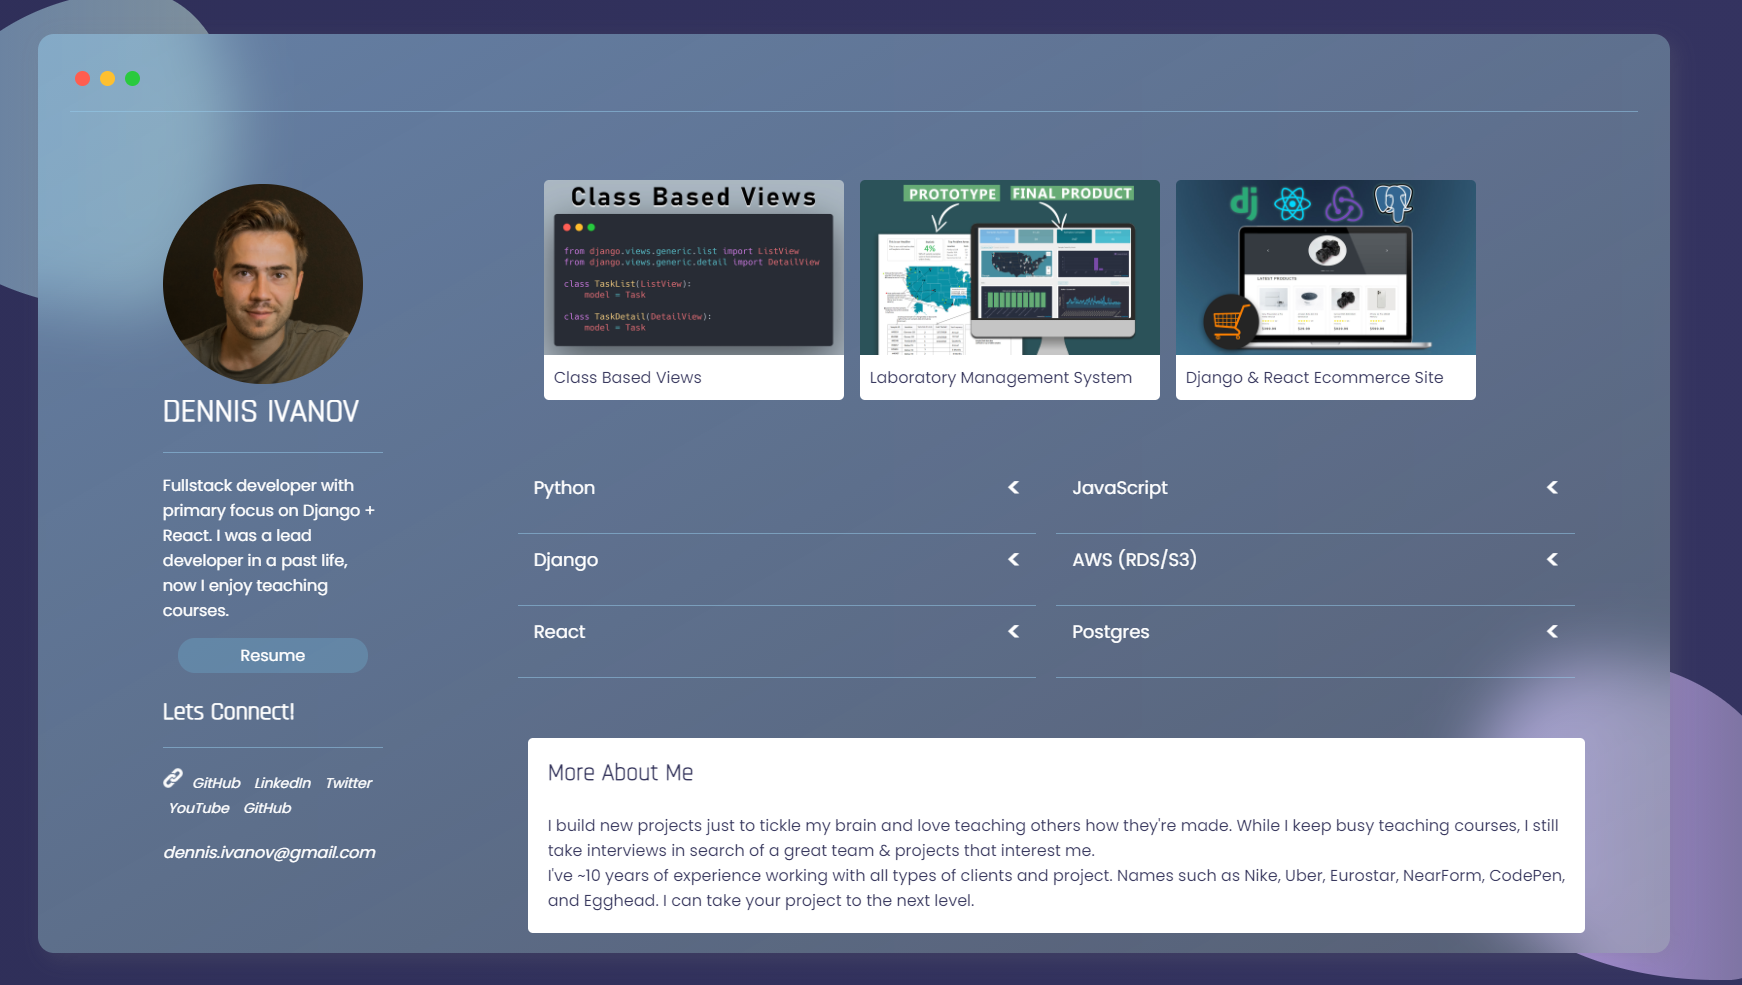 DENNIS IVANOV
Fullstack developer with
primary focus on Django +
React. I was a lead
developer in a past life,
now I enjoy teaching
courses.
Resume
Lets Connect!
GitHub LinkedIn Twitter
YouTube GitHub
dennis.ivanov@gmail.com
Class Based Views
from django.views.generic.list import ListView
from django.views.generic.detail import DetailView
class TaskList(ListView):
model = Task
class TaskDetail(DetailView):
model = Task
Class Based Views
PROTOTYPE FINAL PRODUCT
4%
Laboratory Management System
dj
LATEST PRODUCTS
Django & React Ecommerce Site
Python
JavaScript
Django
AWS (RDS/S3)
React
Postgres
More About Me
I build new projects just to tickle my brain and love teaching others how they're made. While I keep busy teaching courses, I still
take interviews in search of a great team & projects that interest me.
I've ~10 years of experience working with all types of clients and project. Names such as Nike, Uber, Eurostar, NearForm, CodePen,
and Egghead. I can take your project to the next level.